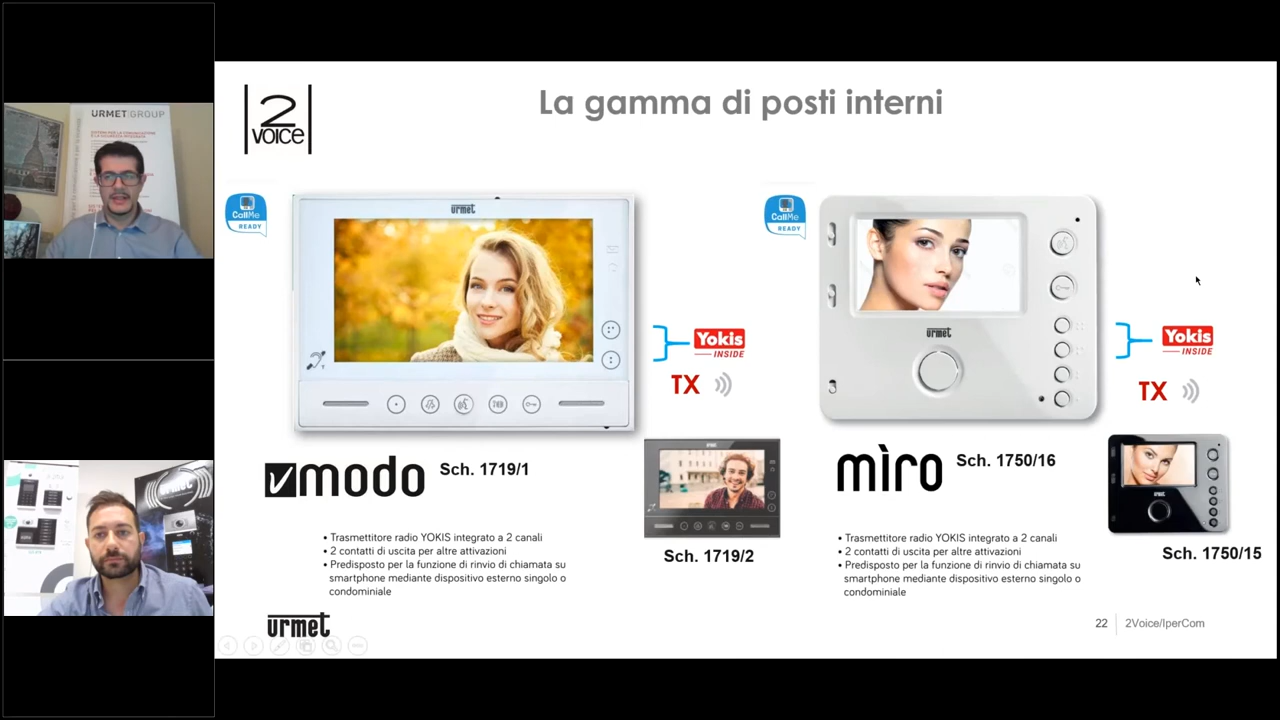 URMET GROUP
2
VOICE
La gamma di posti interni
CallMe
READY
urmet
Yokis
INSIDE
TX
vmodo
Sch. 1719/1
Sch. 1719/2
• Trasmettitore radio YOKIS integrato a 2 canali
• 2 contatti di uscita per altre attivazioni
• Predisposto per la funzione di rinvio di chiamata su
smartphone mediante dispositivo esterno singolo o
condominiale
CallMe
READY
urmet
Yokis
INSIDE
TX
mìro
Sch. 1750/16
Sch. 1750/15
• Trasmettitore radio YOKIS integrato a 2 canali
• 2 contatti di uscita per altre attivazioni
• Predisposto per la funzione di rinvio di chiamata su
smartphone mediante dispositivo esterno singolo o
condominiale
urmet
22
2Voice/IperCom
urmet